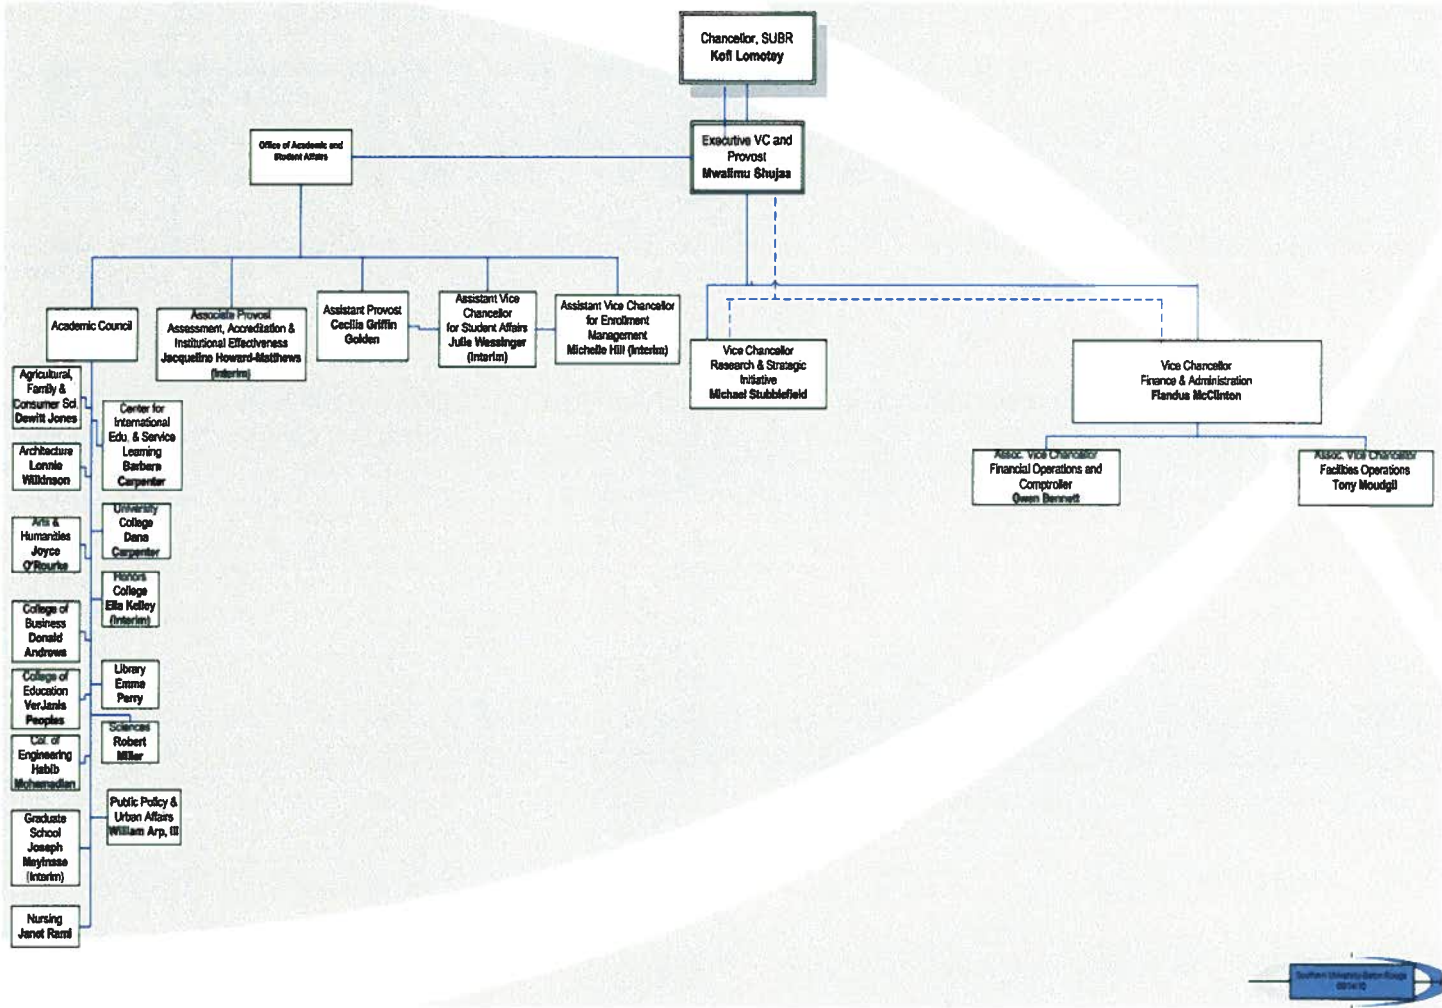 Chancellor, SUBR
Kofi Lomotey
Executive VC and
Provost
Mwalimu Shujaa
Office of Academic and
Student Affairs
Academic Council
Associate Provost
Assessment, Accreditation &
Institutional Effectiveness
Jacqueline Howard-Matthews
(Interim)
Assistant Provost
Cecilia Griffin
Golden
Assistant Vice
Chancellor
for Student Affairs
Julie Wessinger
(Interim)
Assistant Vice Chancellor
for Enrollment
Management
Michelle Hill (Interim)
Vice Chancellor
Research & Strategic
Initiative
Michael Stubblefield
Vice Chancellor
Finance & Administration
Flandus McClinton
Assoc. Vice Chancellor
Financial Operations and
Comptroller
Gwen Bennett
Assoc. Vice Chancellor
Facilities Operations
Tony Moudgil
Agricultural,
Family &
Consumer Sci.
Dewitt Jones
Center for
International
Edu. & Service
Learning
Barbara
Carpenter
Architecture
Lonnie
Wilkinson
University
College
Dana
Carpenter
Arts &
Humanities
Joyce
O'Rourke
Honors
College
Ella Kelley
(Interim)
College of
Business
Donald
Andrews
Library
Emma
Perry
College of
Education
VerJanis
Peoples
Sciences
Robert
Miller
Col. of
Engineering
Habib
Mohamadian
Public Policy &
Urban Affairs
William Arp, III
Graduate
School
Joseph
Meyinsse
(Interim)
Nursing
Janet Rami
Southern University-Baton Rouge